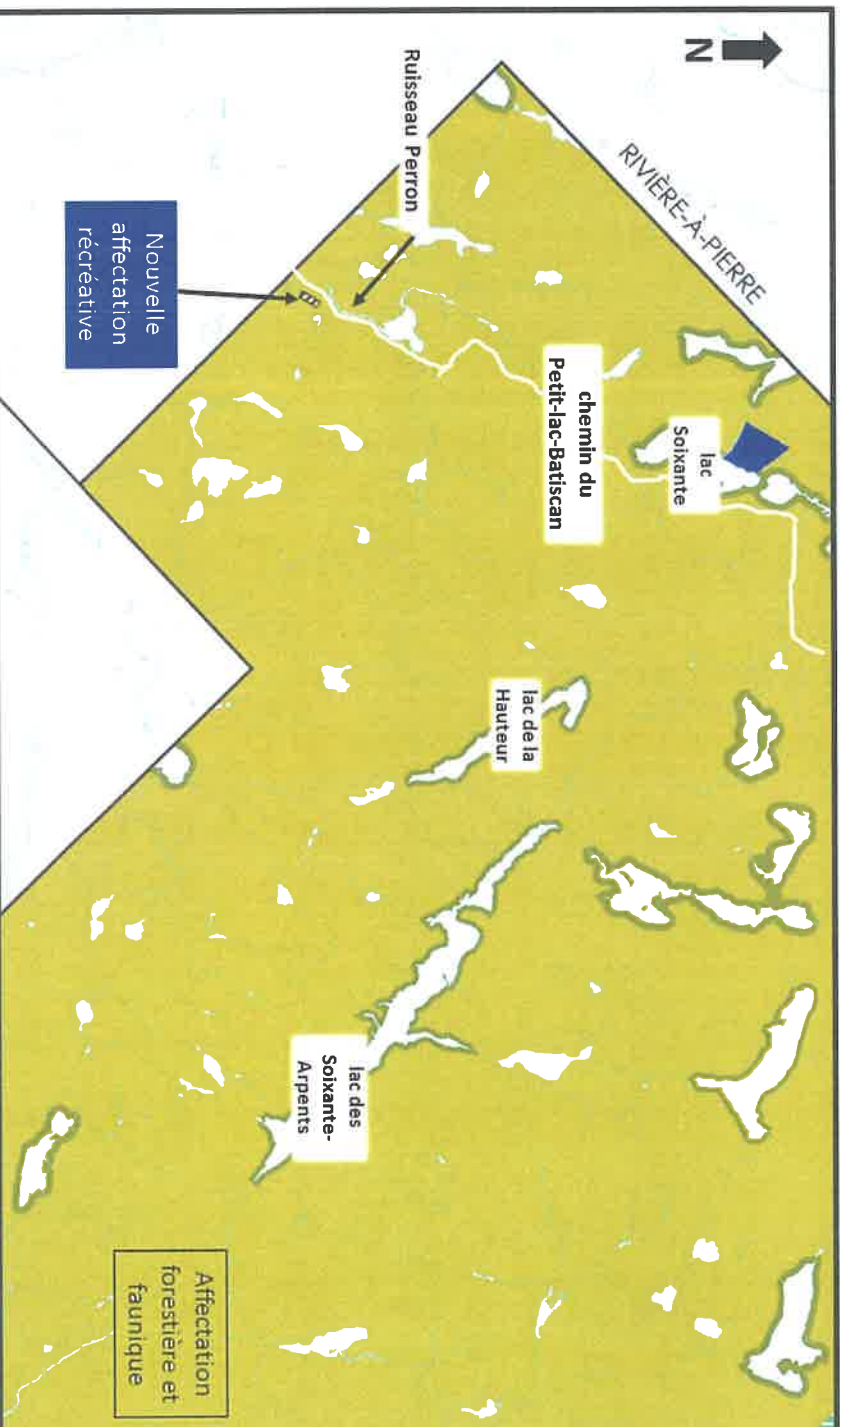 N
RIVIÈRE-À-PIERRE
Ruisseau Perron
Nouvelle
affectation
récréative
chemin du
Petit-lac-Batiscan
lac
Soixante
lac de la
Hauteur
lac des
Soixante-
Arpents
Affectation
forestière et
faunique